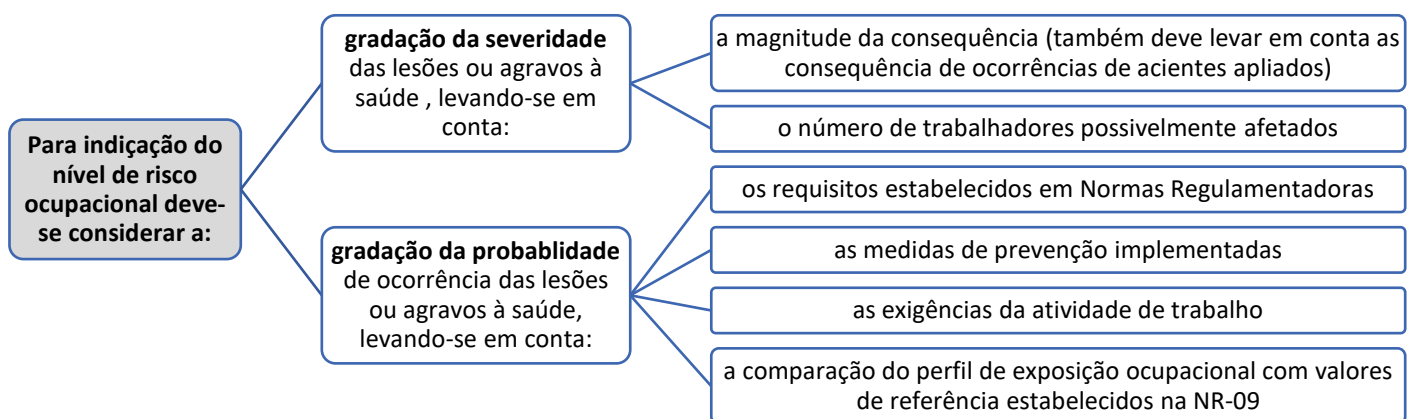 Para indicação do
nível de risco
ocupacional deve-
se considerar a:
gradação da severidade
das lesões ou agravos à
saúde , levando-se em
conta:
a magnitude da consequência (também deve levar em conta as
consequência de ocorrências de acientes apliados)
o número de trabalhadores possivelmente afetados
gradação da probablidade
de ocorrência das lesões
ou agravos à saúde,
levando-se em conta:
os requisitos estabelecidos em Normas Regulamentadoras
as medidas de prevenção implementadas
as exigências da atividade de trabalho
a comparação do perfil de exposição ocupacional com valores
de referência estabelecidos na NR-09